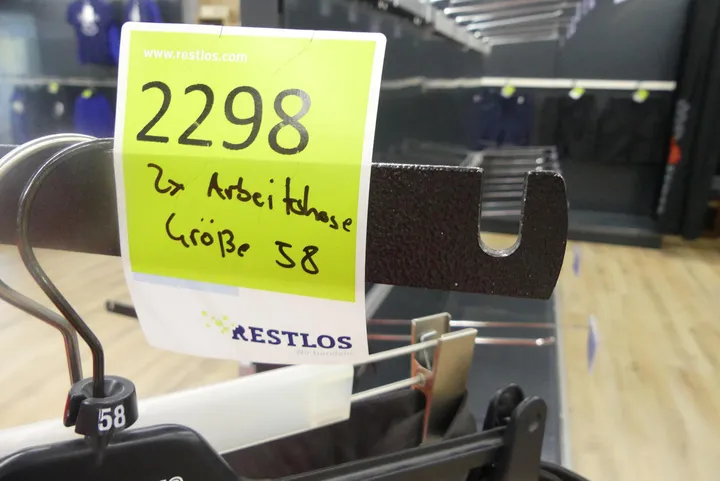 www.restlos.com
2298
2x Arbeitshose
Größe 58
RESTLOS
58